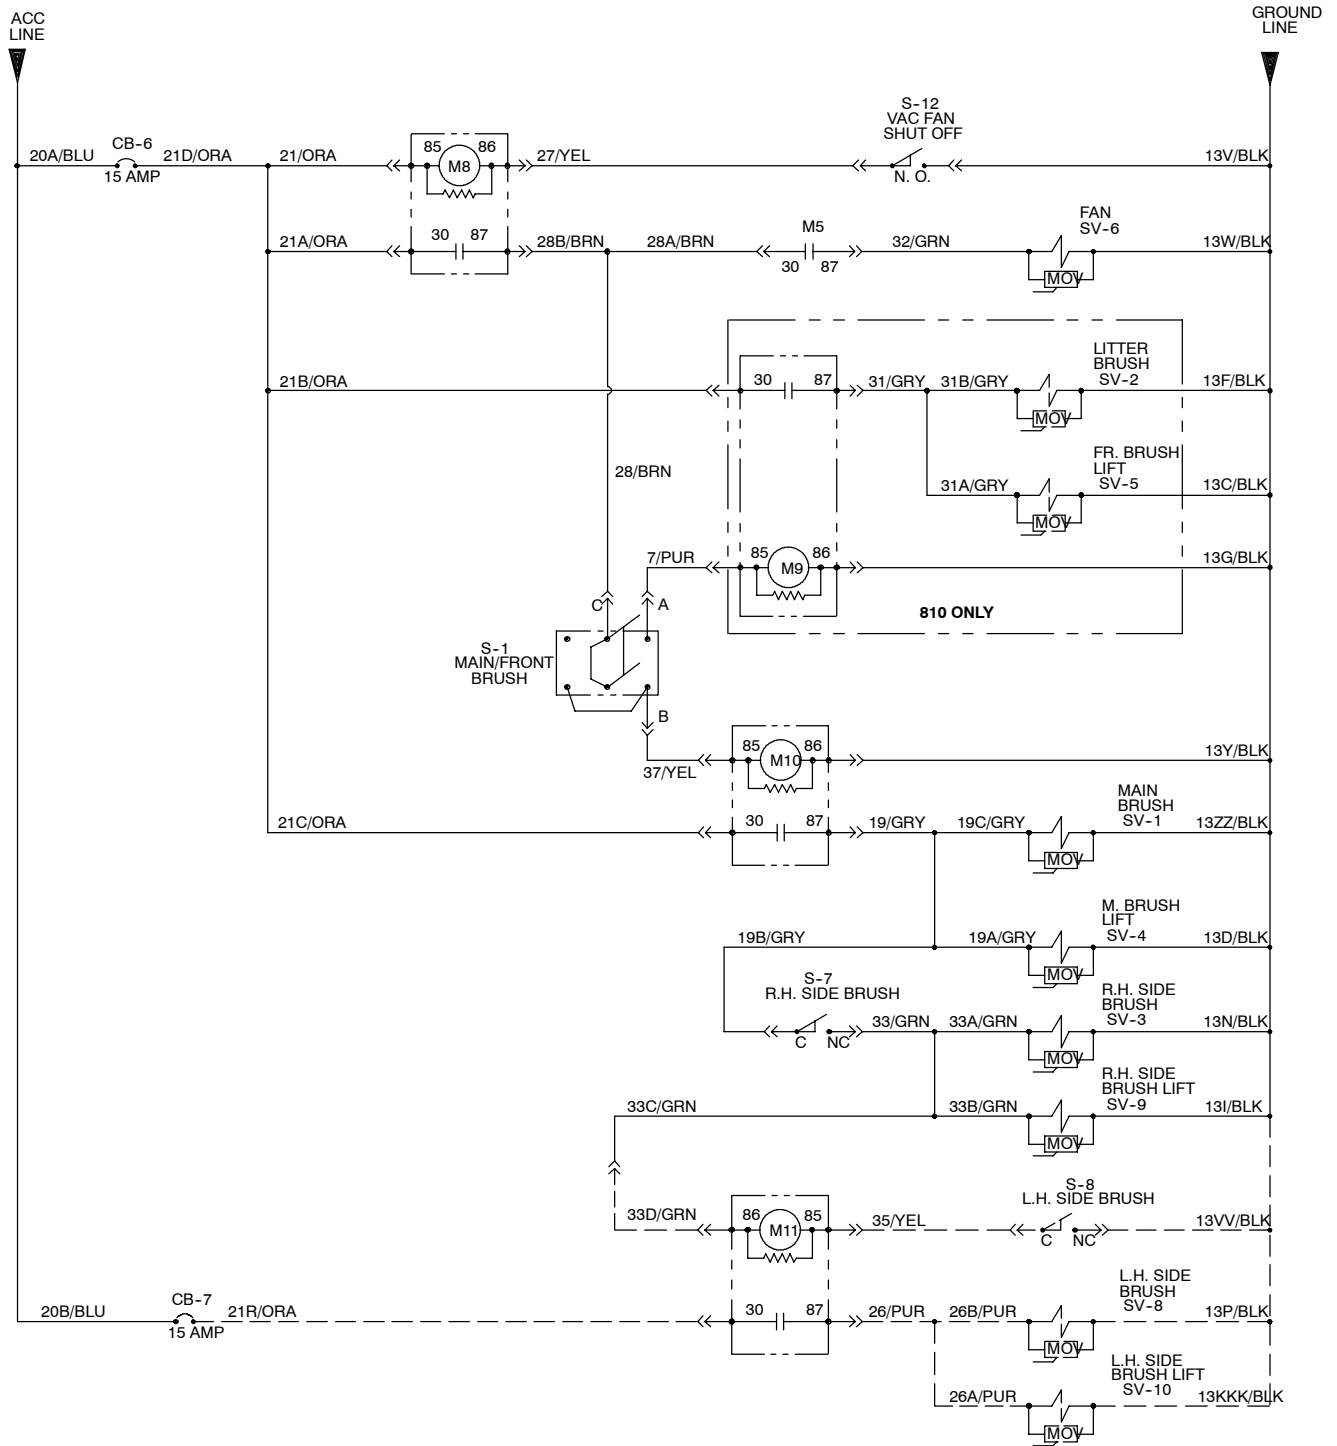 ACC
LINE
GROUND
LINE
S-12
VAC FAN
SHUT OFF
N. O.
20A/BLU
CB-6
15 AMP
21D/ORA
21/ORA
85
86
M8
27/YEL
13V/BLK
21A/ORA
30
87
28B/BRN
28A/BRN
M5
30
87
32/GRN
FAN
SV-6
MOV
13W/BLK
21B/ORA
30
87
31/GRY
31B/GRY
LITTER
BRUSH
SV-2
MOV
13F/BLK
28/BRN
31A/GRY
FR. BRUSH
LIFT
SV-5
MOV
13C/BLK
7/PUR
85
86
M9
13G/BLK
810 ONLY
C
A
S-1
MAIN/FRONT
BRUSH
B
37/YEL
85
86
M10
13Y/BLK
21C/ORA
30
87
19/GRY
19C/GRY
MAIN
BRUSH
SV-1
MOV
13ZZ/BLK
19B/GRY
19A/GRY
M. BRUSH
LIFT
SV-4
MOV
13D/BLK
S-7
R.H. SIDE BRUSH
C
NC
33/GRN
33A/GRN
R.H. SIDE
BRUSH
SV-3
MOV
13N/BLK
33C/GRN
33B/GRN
R.H. SIDE
BRUSH LIFT
SV-9
MOV
13I/BLK
33D/GRN
86
85
M11
35/YEL
S-8
L.H. SIDE BRUSH
C
NC
13VV/BLK
20B/BLU
CB-7
15 AMP
21R/ORA
30
87
26/PUR
26B/PUR
L.H. SIDE
BRUSH
SV-8
MOV
13P/BLK
26A/PUR
L.H. SIDE
BRUSH LIFT
SV-10
MOV
13KKK/BLK